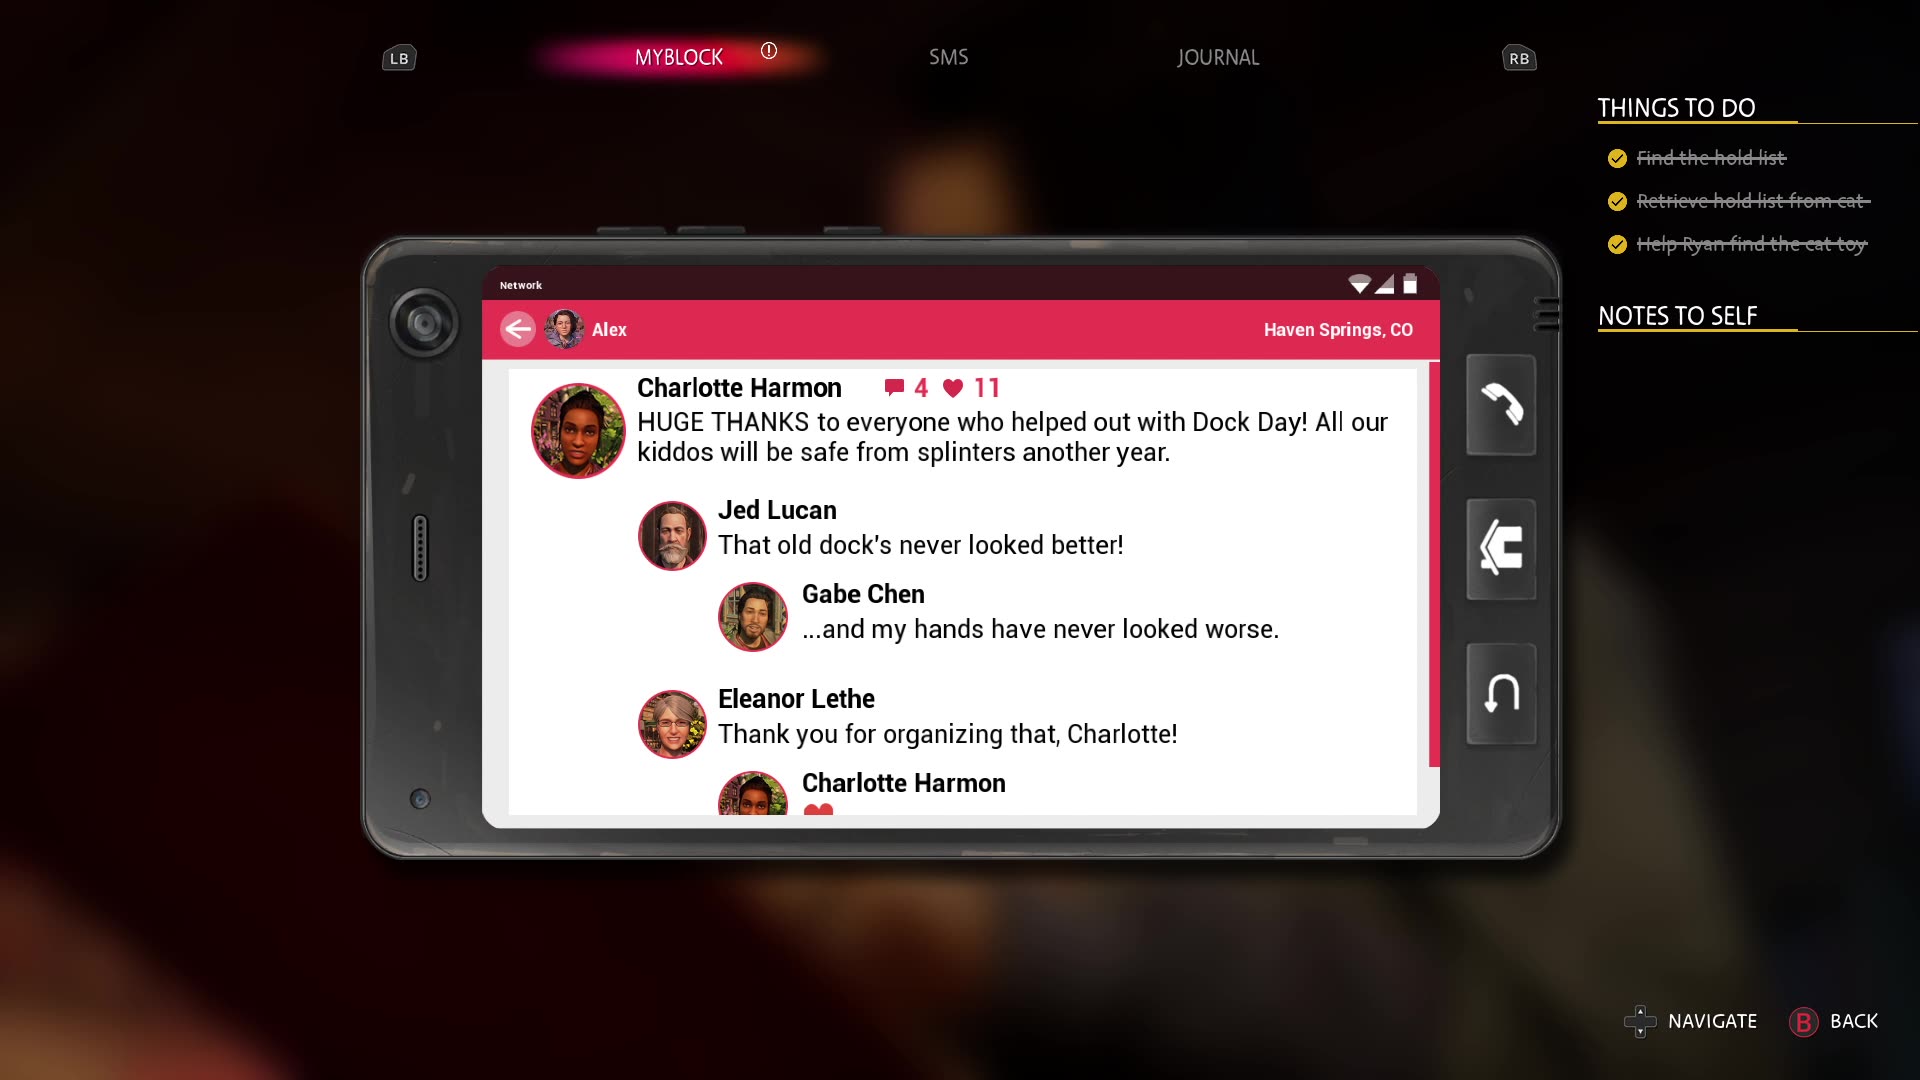 LB
MYBLOCK
SMS
JOURNAL
RB
THINGS TO DO
Find the hold list
Retrieve hold list from cat
Help Ryan find the cat toy
NOTES TO SELF
Network
Alex
Haven Springs, CO
Charlotte Harmon 4 11
HUGE THANKS to everyone who helped out with Dock Day! All our
kiddos will be safe from splinters another year.
Jed Lucan
That old dock's never looked better!
Gabe Chen
...and my hands have never looked worse.
Eleanor Lethe
Thank you for organizing that, Charlotte!
Charlotte Harmon
NAVIGATE
B BACK